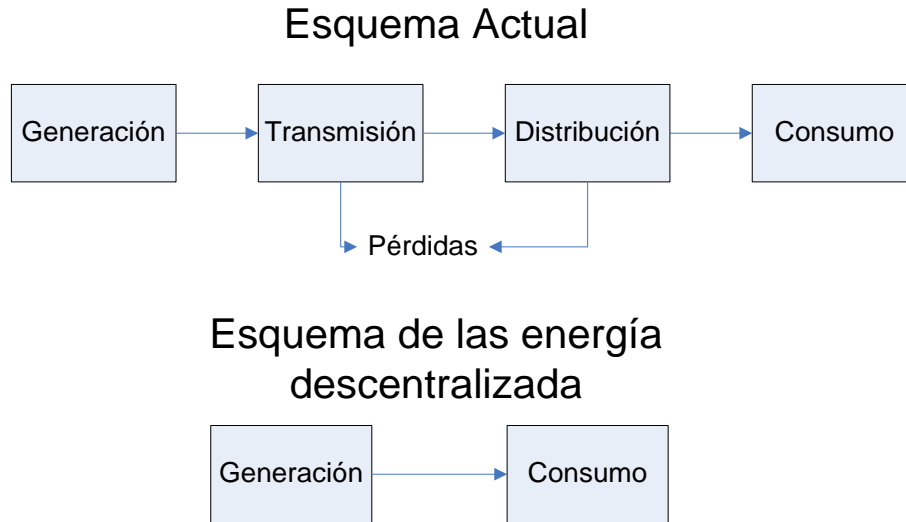 Esquema Actual
Generación
Transmisión
Distribución
Consumo
Pérdidas
Esquema de las energía
descentralizada
Generación
Consumo